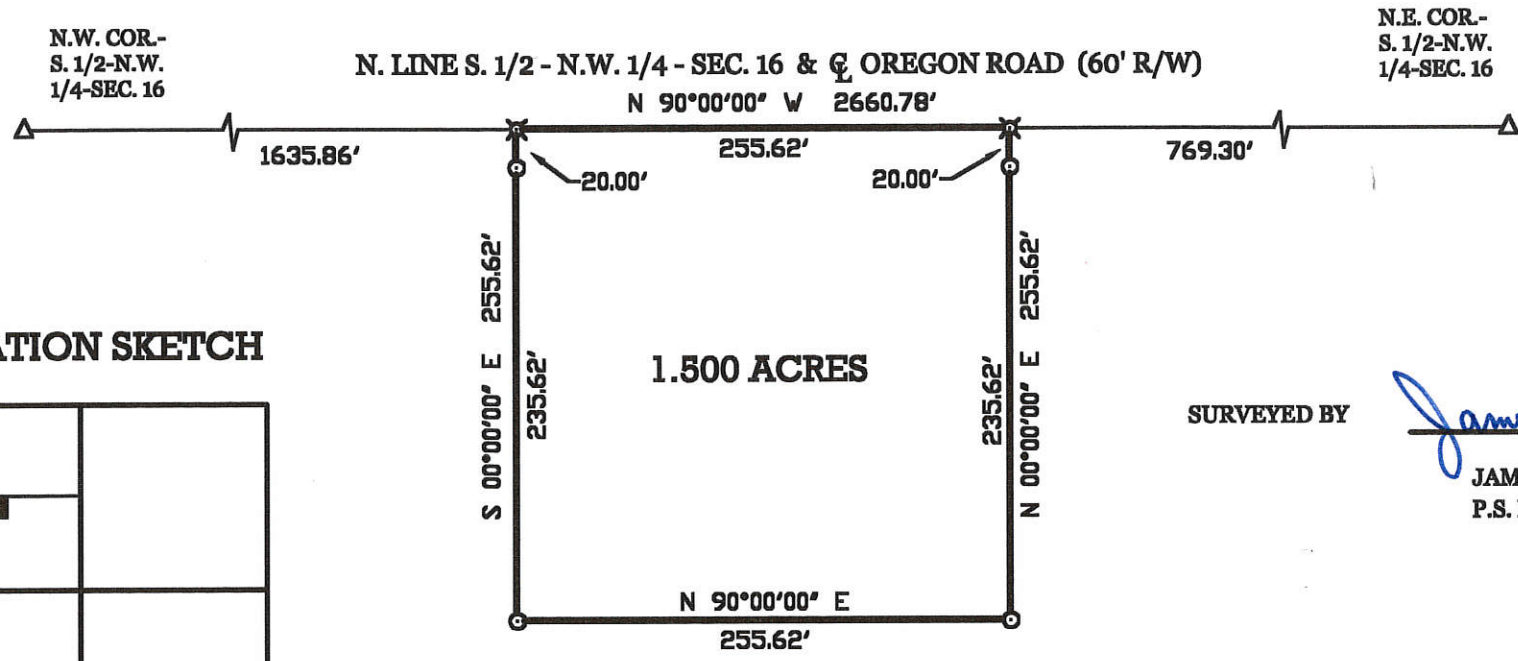 N.W. COR.-
S. 1/2-N.W.
1/4-SEC. 16
N. LINE S. 1/2 - N.W. 1/4 - SEC. 16 & ℄ OREGON ROAD (60' R/W)
N.E. COR.-
S. 1/2-N.W.
1/4-SEC. 16
N 90°00'00" W 2660.78'
1635.86'
255.62'
769.30'
20.00'
20.00'
S 00°00'00" E 255.62'
235.62'
1.500 ACRES
235.62'
N 00°00'00" E 255.62'
ATION SKETCH
SURVEYED BY
JAM
P.S.
N 90°00'00" E
255.62'